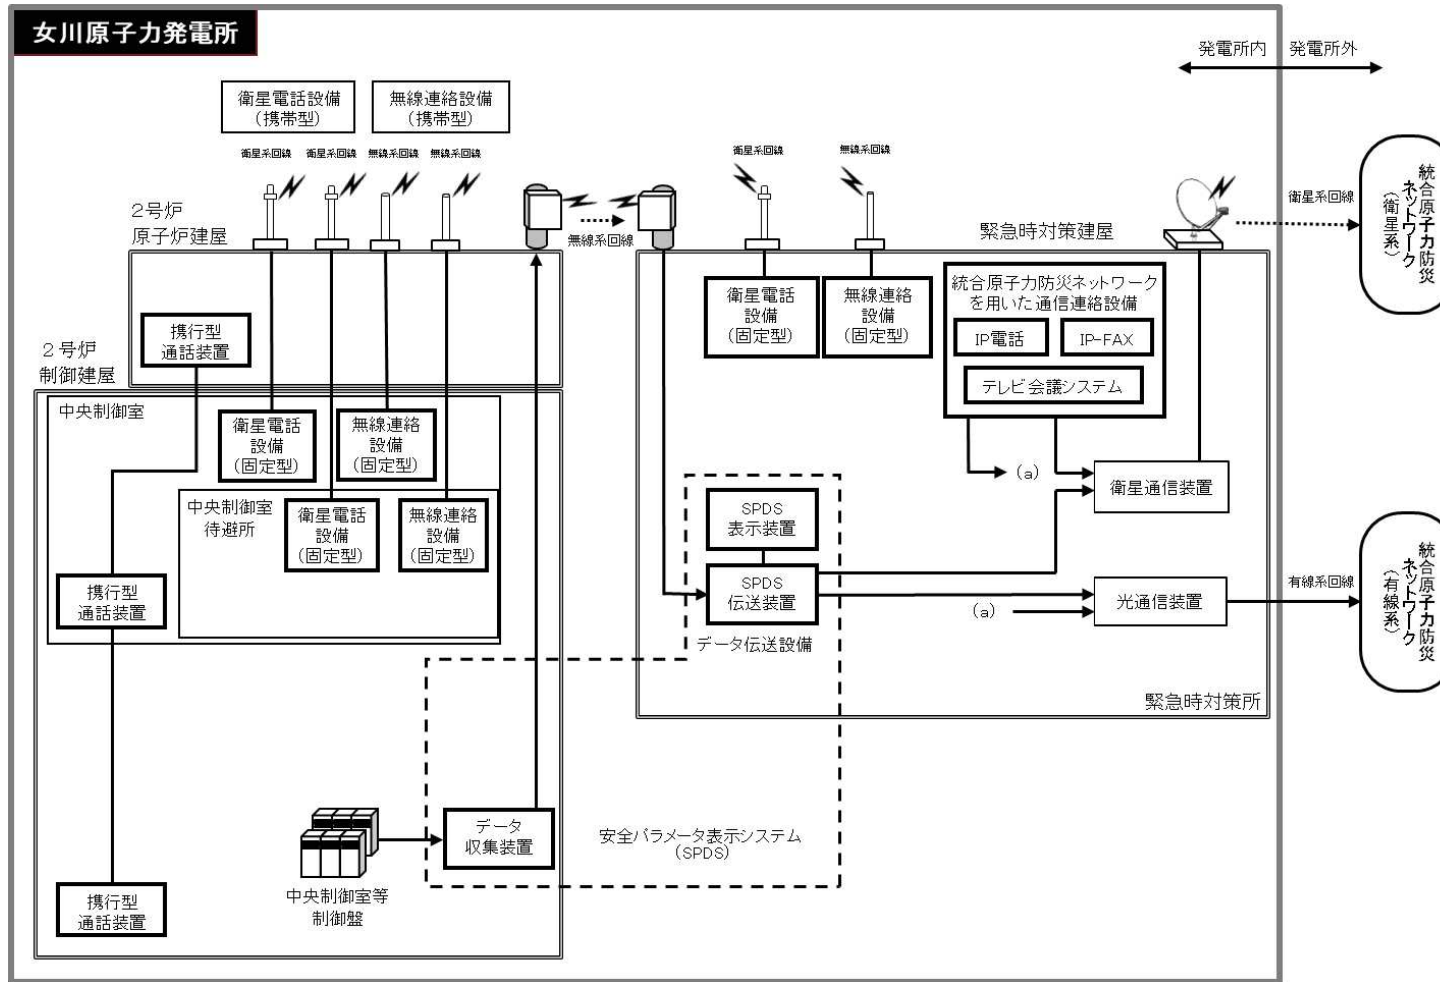 女川原子力発電所
発電所内
発電所外
衛星電話設備
(携帯型)
無線連絡設備
(携帯型)
衛星系回線
衛星系回線
無線系回線
無線系回線
衛星系回線
無線系回線
2号炉
原子炉建屋
無線系回線
緊急時対策建屋
衛星系回線
統合原子力防災
ネットワーク
(衛星系)
携行型
通話装置
衛星電話
設備
(固定型)
無線連絡
設備
(固定型)
統合原子力防災ネットワーク
を用いた通信連絡設備
IP電話
IP-FAX
テレビ会議システム
2号炉
制御建屋
中央制御室
衛星電話
設備
(固定型)
無線連絡
設備
(固定型)
(a)
衛星通信装置
中央制御室
待避所
衛星電話
設備
(固定型)
無線連絡
設備
(固定型)
SPDS
表示装置
携行型
通話装置
SPDS
伝送装置
データ伝送設備
(a)
光通信装置
有線系回線
統合原子力防災
ネットワーク
(有線系)
緊急時対策所
データ
収集装置
安全パラメータ表示システム
(SPDS)
中央制御室等
制御盤
携行型
通話装置